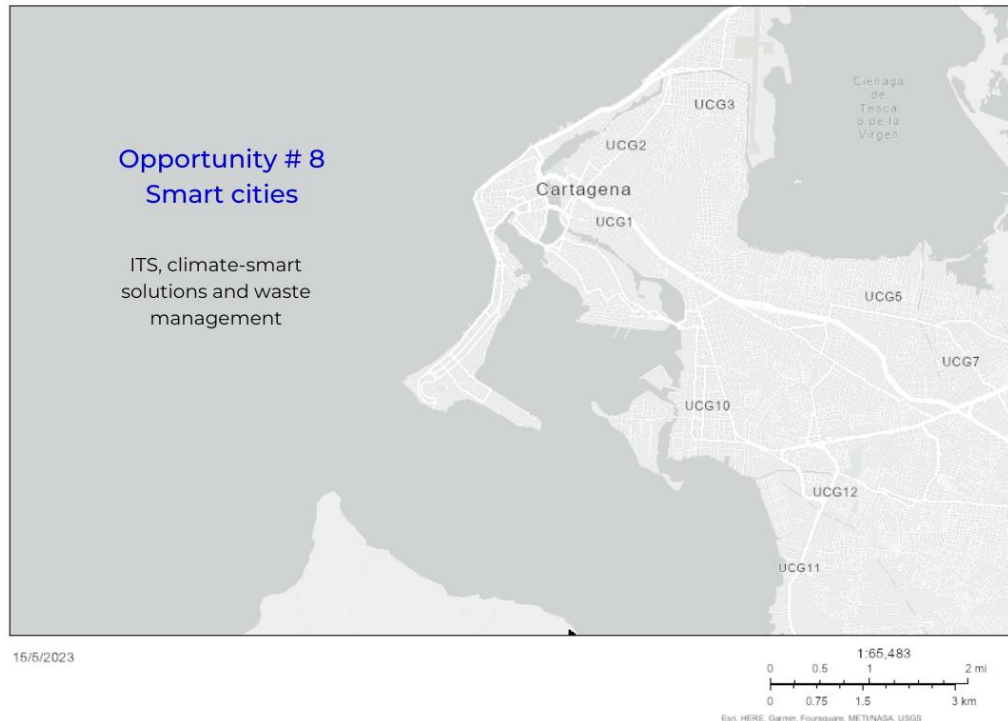 Cienaga
de
Tesca
o de la
Virgen
UCG3
UCG2
Opportunity # 8
Smart cities
Cartagena
UCG1
ITS, climate-smart
solutions and waste
management
UCG5
UCG7
UCG10
UCG12
UCG11
15/5/2023
1:65,483
0 0.5 1 2 mi
0 0.75 1.5 3 km
Esri, HERE, Garmin, Foursquare, METI/NASA, USGS